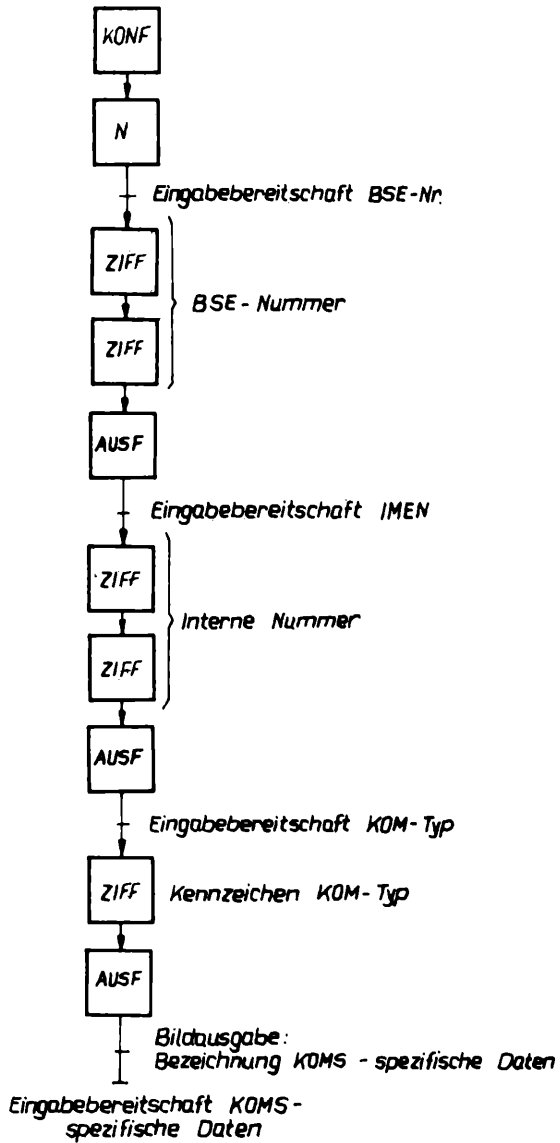 KONF
N
Eingabebereitschaft BSE-Nr.
ZIFF
BSE - Nummer
ZIFF
AUSF
Eingabebereitschaft IMEN
ZIFF
Interne Nummer
ZIFF
AUSF
Eingabebereitschaft KOM-Typ
ZIFF Kennzeichen KOM-Typ
AUSF
Bildausgabe:
Bezeichnung KOMS - spezifische Daten
Eingabebereitschaft KOMS -
spezifische Daten